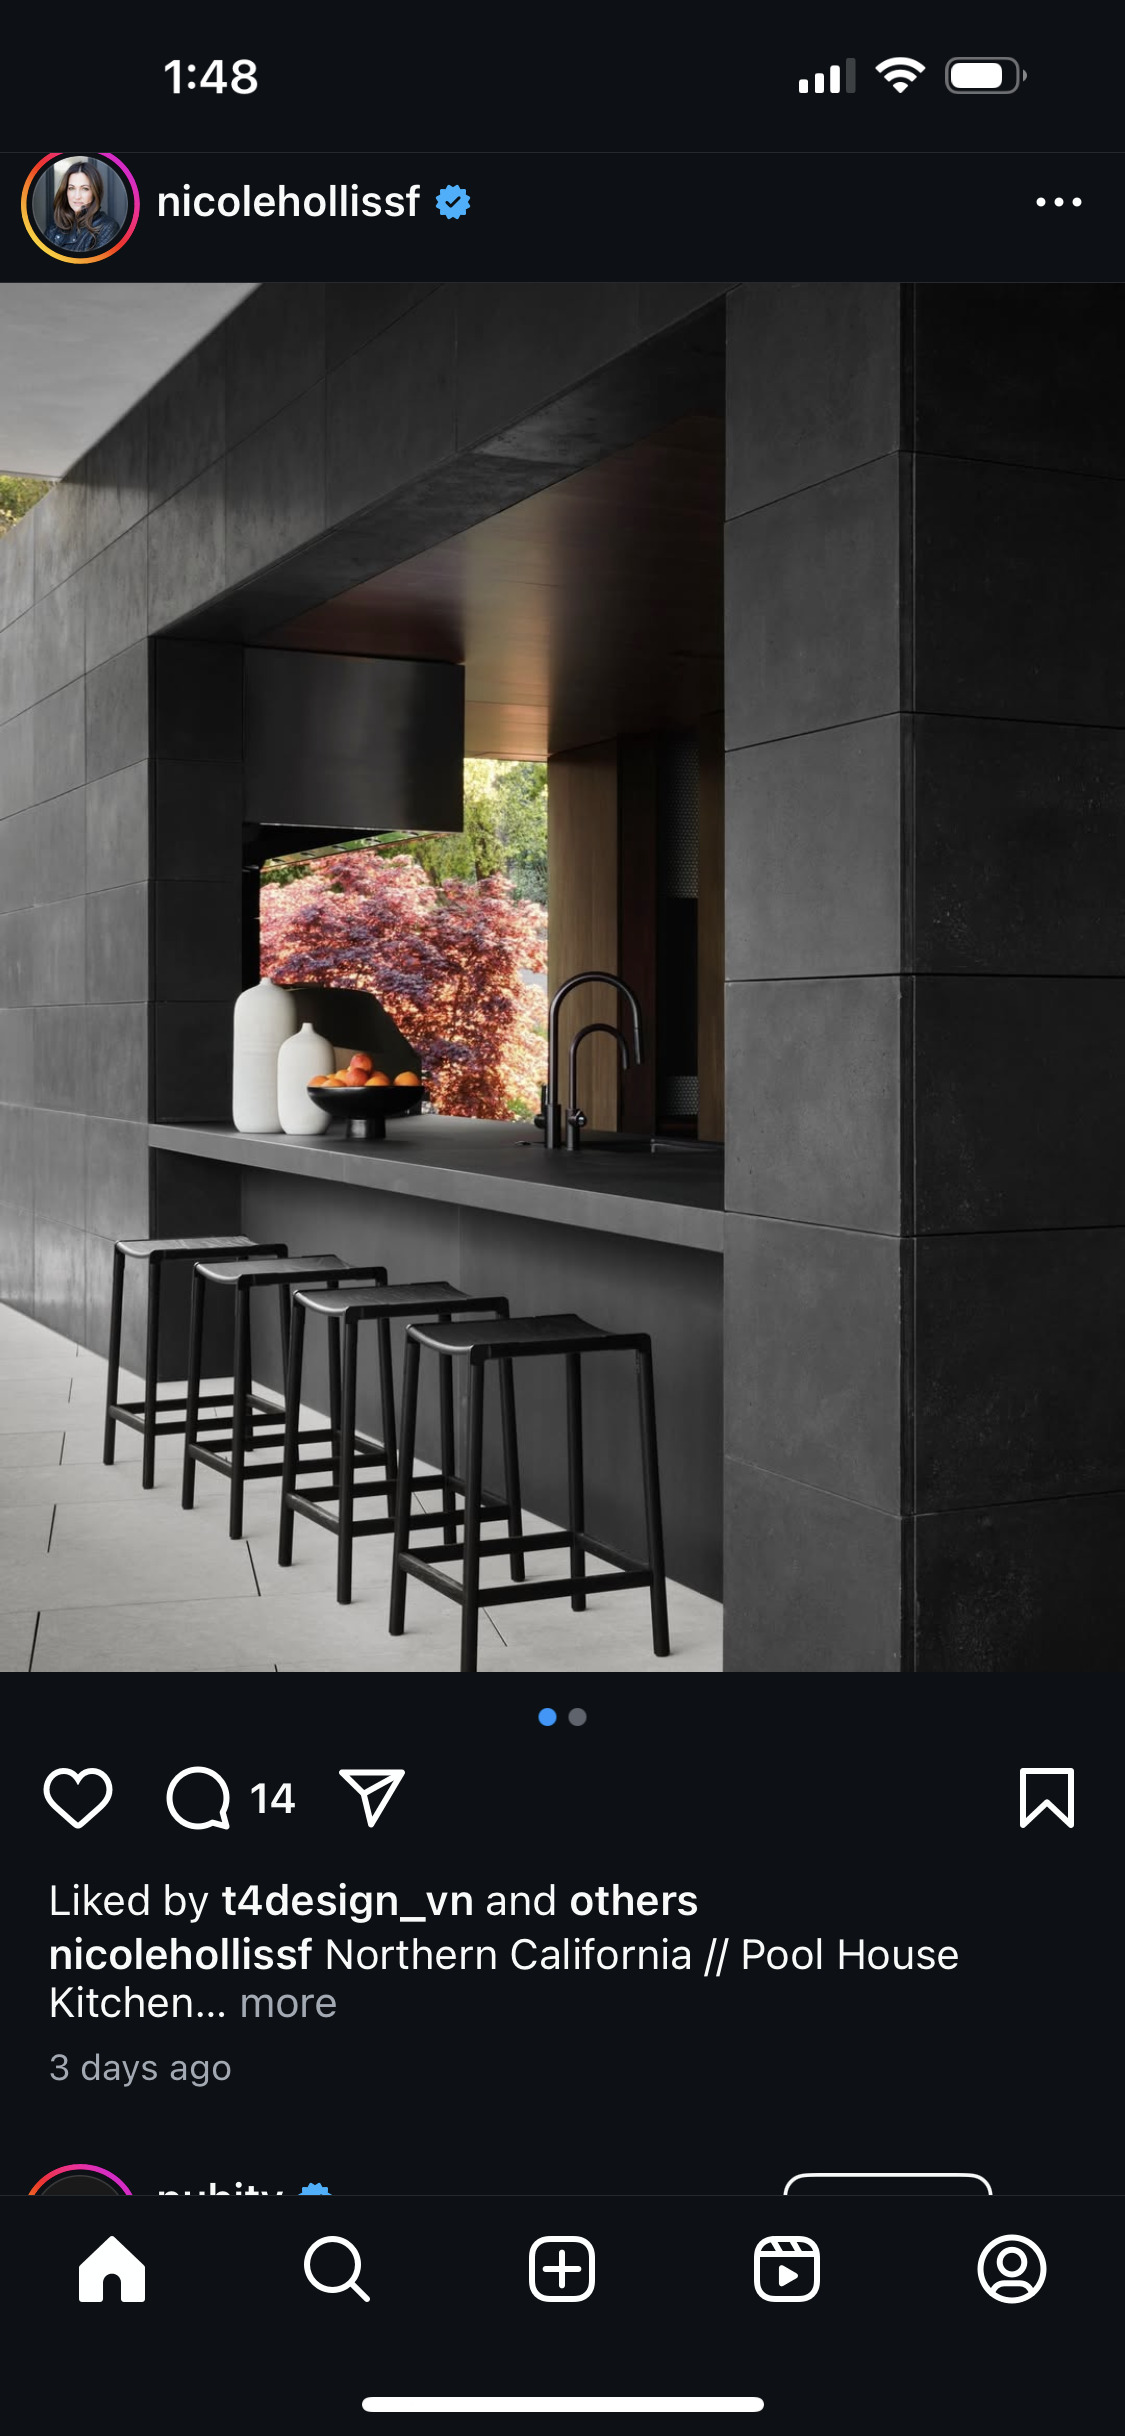 1:48
nicolehollissf
14
Liked by t4design_vn and others
nicolehollissf Northern California // Pool House
Kitchen... more
3 days ago